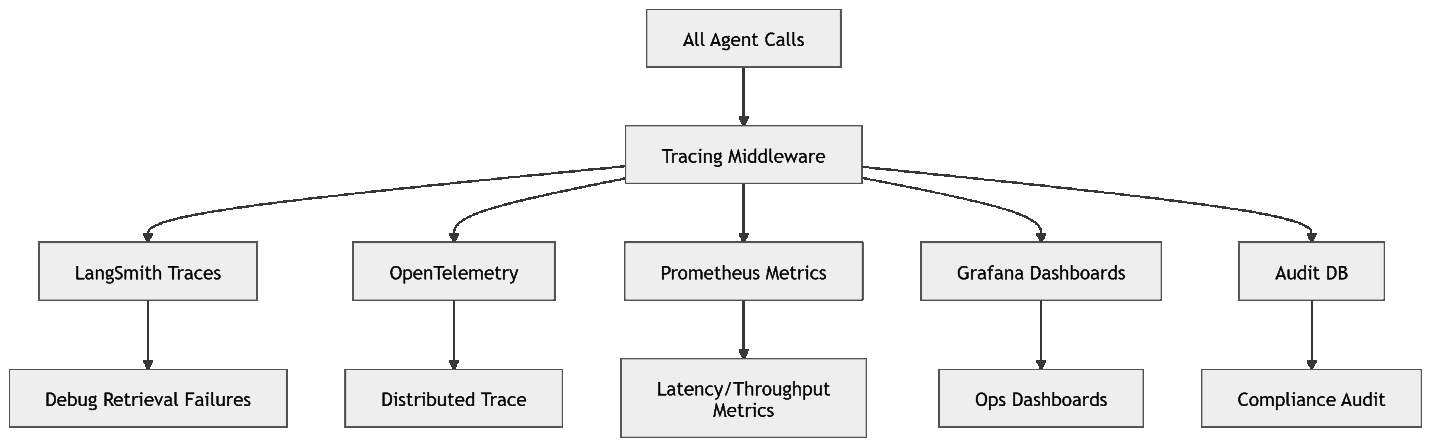 All Agent Calls
Tracing Middleware
LangSmith Traces
OpenTelemetry
Prometheus Metrics
Grafana Dashboards
Audit DB
Debug Retrieval Failures
Distributed Trace
Latency/Throughput
Metrics
Ops Dashboards
Compliance Audit